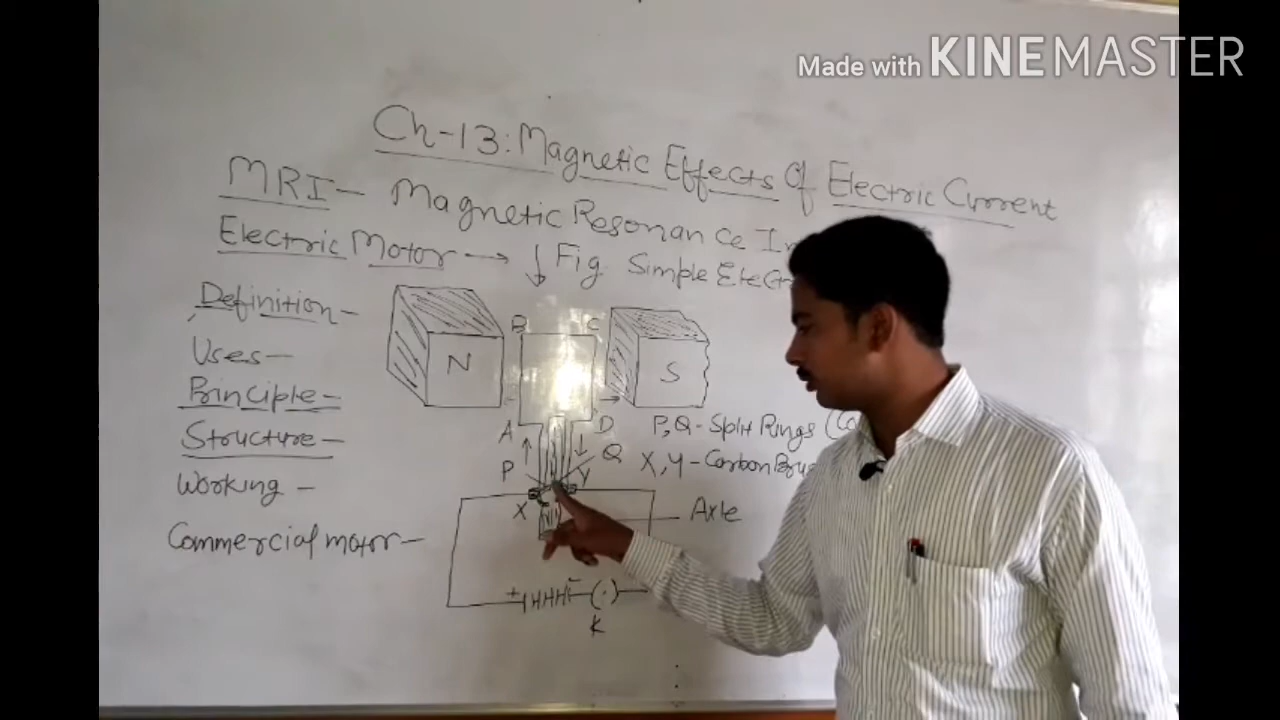 Made with KINEMASTER
Ch-13: Magnetic Effects Of Electric Current
MRI - Magnetic Resonance
Electric Motor → ↓ Fig Simple
Definition -
Uses -
Principle -
Structure -
Working -
Commercial motor -
N
S
B C
A D
P Q
X Y
P, Q - Split Rings
X, Y - Carbon
Axle
+ -
K